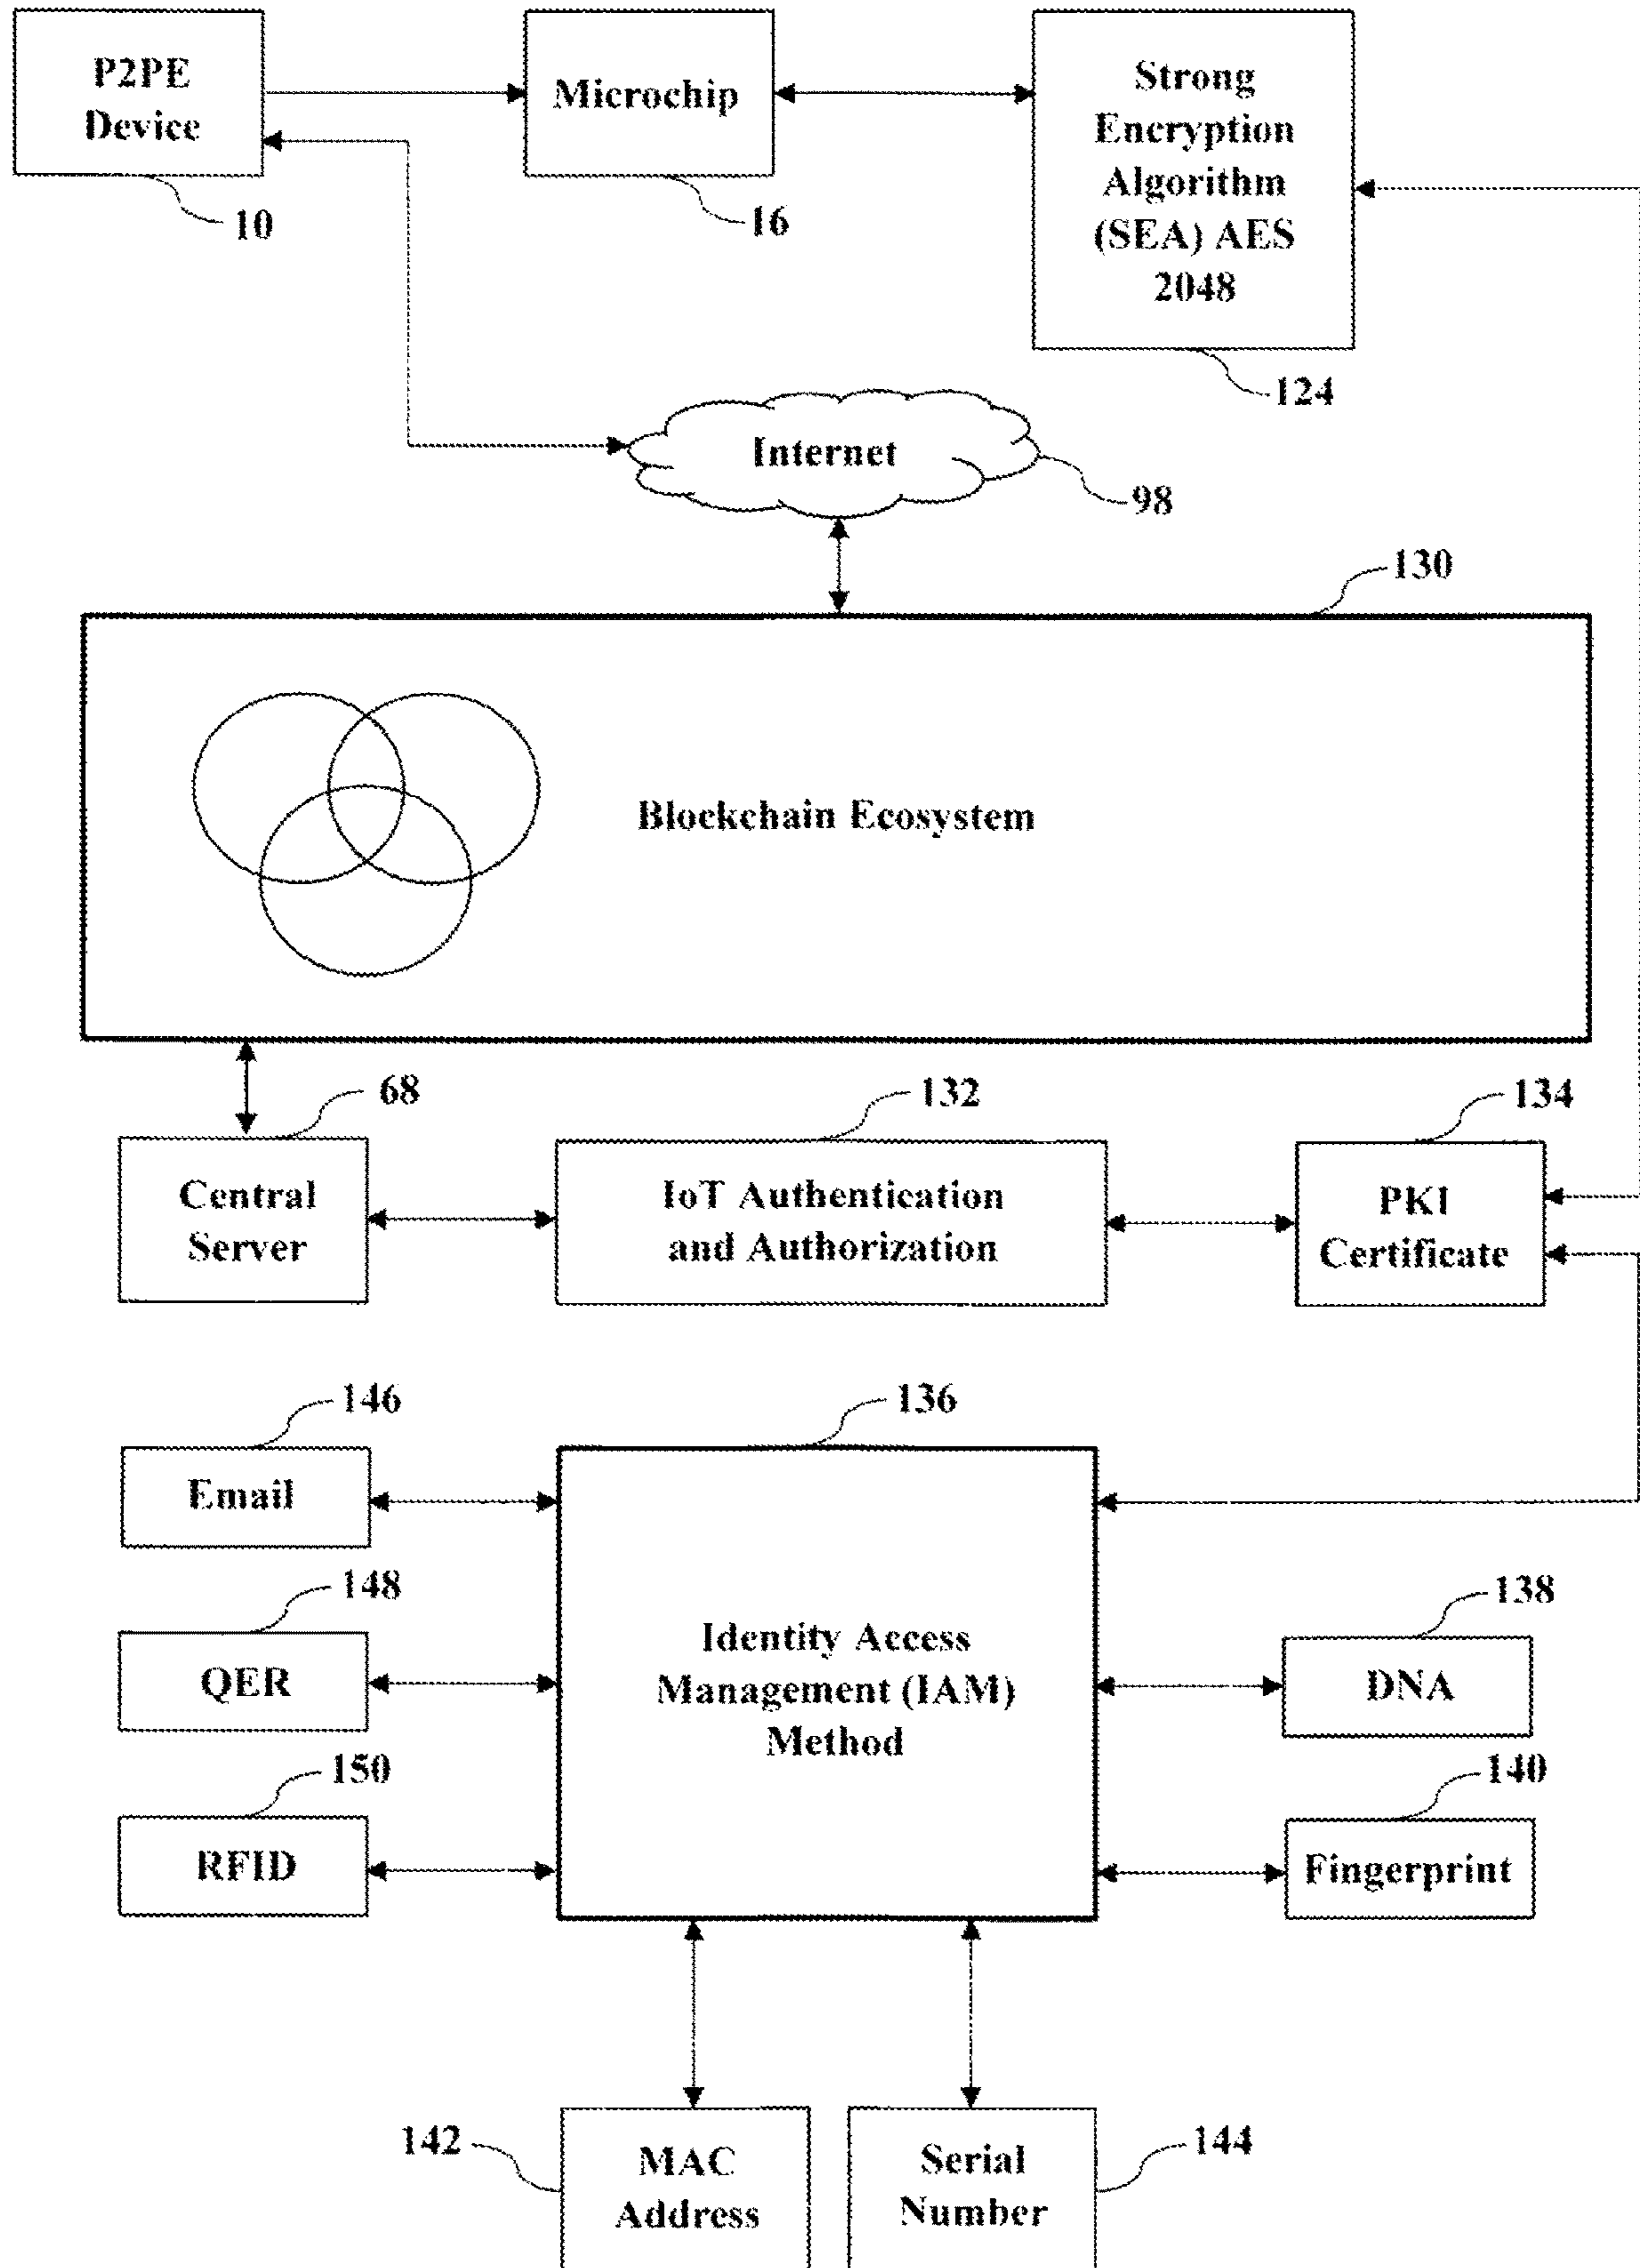 P2PE
Device
10
Microchip
16
Strong
Encryption
Algorithm
(SEA) AES
2048
124
Internet
98
130
Blockchain Ecosystem
68
Central
Server
132
IoT Authentication
and Authorization
134
PKI
Certificate
146
Email
148
QER
150
RFID
136
Identity Access
Management (IAM)
Method
138
DNA
140
Fingerprint
142
MAC
Address
Serial
Number
144